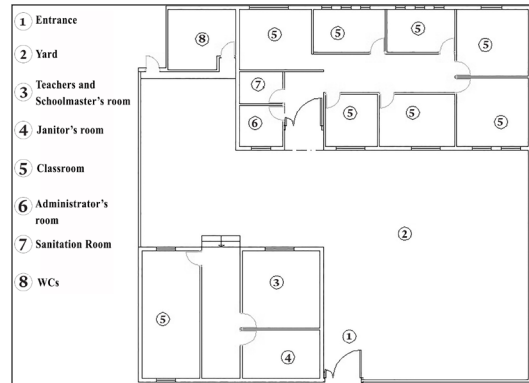 1 Entrance
2 Yard
3 Teachers and
Schoolmaster's room
4 Janitor's room
5 Classroom
6 Administrator's
room
7 Sanitation Room
8 WCs
8
5
5
5
5
7
6
5
5
5
2
3
5
4
1